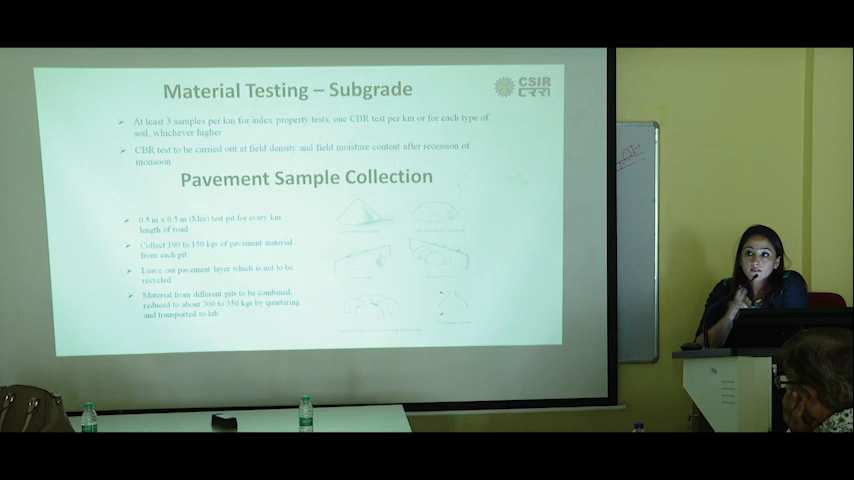 Material Testing – Subgrade
CSIR
➢ At least 3 samples per km for index property tests, one CBR test per km or for each type of
soil, whichever higher
➢ CBR test to be carried out at field density and field moisture content after recession of
monsoon
Pavement Sample Collection
➢ 0.5 m x 0.5 m (Min) test pit for every km
length of road
➢ Collect 100 to 150 kgs of pavement material
from each pit
➢ Leave out pavement layer which is not to be
recycled
➢ Material from different pits to be combined,
reduced to about 300 to 350 kgs by quartering
and transported to lab